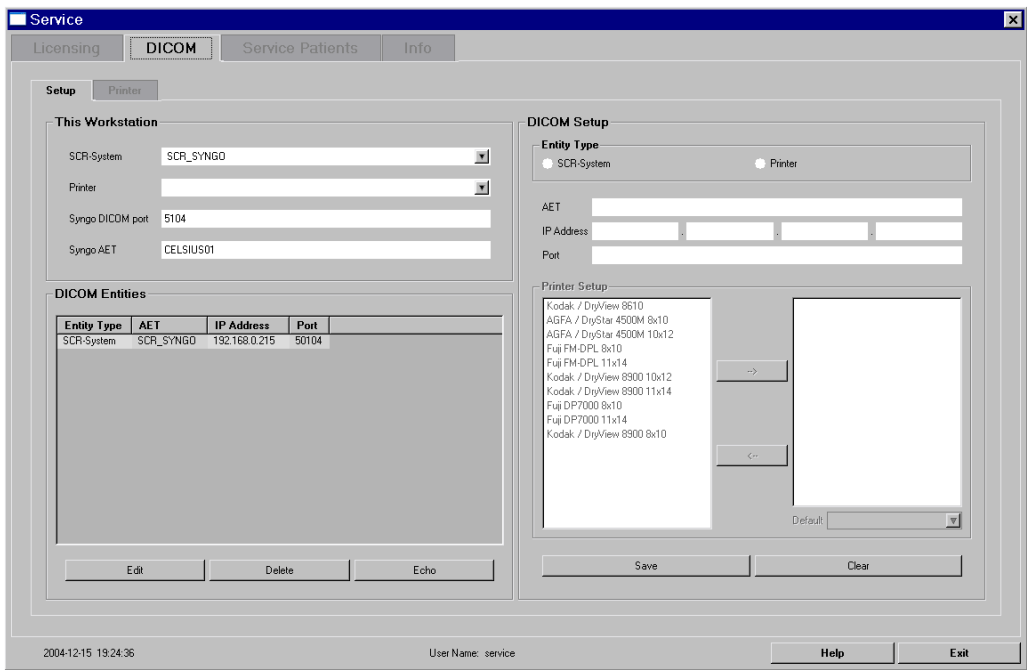 Service
Licensing DICOM Service Patients Info
Setup Printer
This Workstation
SCR-System SCR_SYNGO
Printer
Syngo DICOM port 5104
Syngo AET CELSIUS01
DICOM Entities
Entity Type AET IP Address Port
SCR-System SCR_SYNGO 192.168.0.215 50104
Edit Delete Echo
DICOM Setup
Entity Type
SCR-System Printer
AET
IP Address . . .
Port
Printer Setup
Kodak / DryView 8610
AGFA / DryStar 4500M 8x10
AGFA / DryStar 4500M 10x12
Fuji FM-DPL 8x10
Fuji FM-DPL 11x14
Kodak / DryView 8900 10x12
Kodak / DryView 8900 11x14
Fuji DP7000 8x10
Fuji DP7000 11x14
Kodak / DryView 8900 8x10
-->
<--
Default
Save Clear
2004-12-15 19:24:36 User Name: service Help Exit